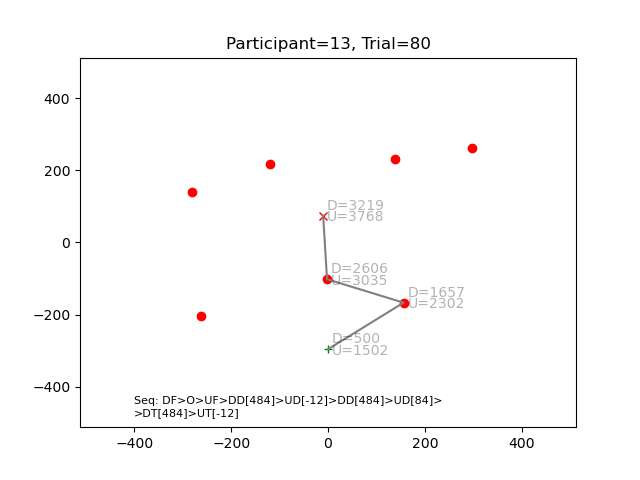 Participant=13, Trial=80
400
200
0
−200
−400
D=3219
U=3768
D=2606
U=3035
D=1657
U=2302
D=500
U=1502
Seq: DF>O>UF>DD[484]>UD[-12]>DD[484]>UD[84]>
>DT[484]>UT[-12]
−400 −200 0 200 400